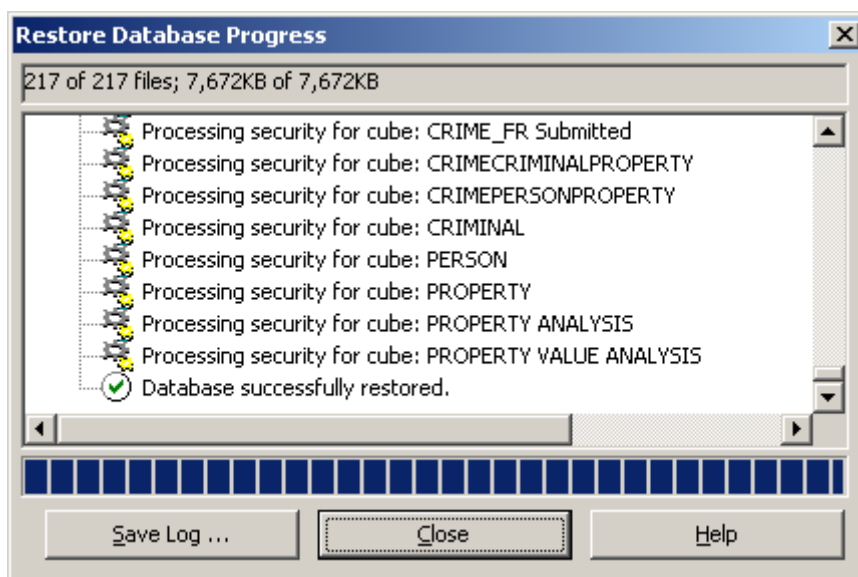 Restore Database Progress
217 of 217 files; 7,672KB of 7,672KB
Processing security for cube: CRIME_FR Submitted
Processing security for cube: CRIMECRIMINALPROPERTY
Processing security for cube: CRIMEPERSONPROPERTY
Processing security for cube: CRIMINAL
Processing security for cube: PERSON
Processing security for cube: PROPERTY
Processing security for cube: PROPERTY ANALYSIS
Processing security for cube: PROPERTY VALUE ANALYSIS
Database successfully restored.
Save Log ... Close Help